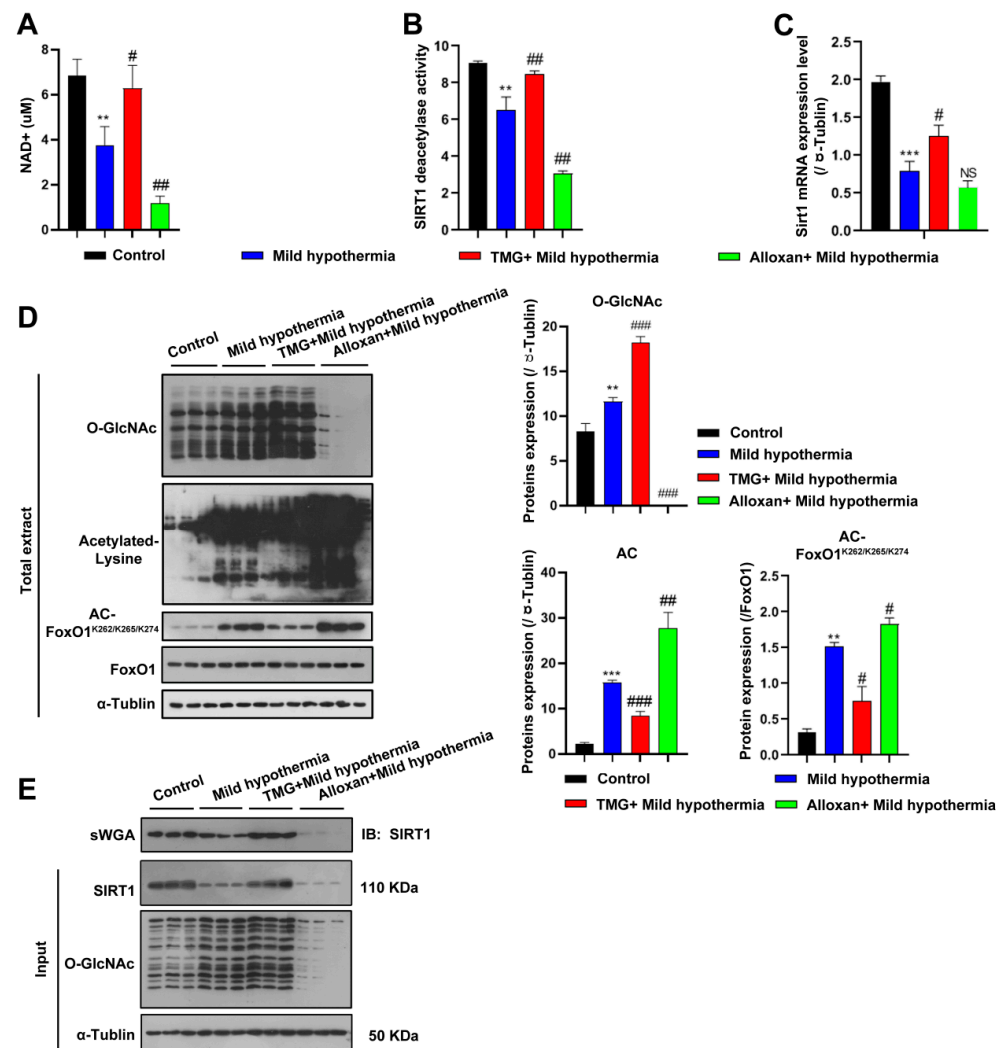 A
NAD+ (uM)
8
6
4
2
0
**
#
##
B
SIRT1 deacetylase activity
10
8
6
4
2
0
**
##
##
C
Sirt1 mRNA expression level
(/ ʊ-Tublin)
2.5
2.0
1.5
1.0
0.5
0.0
***
#
NS
Control
Mild hypothermia
TMG+ Mild hypothermia
Alloxan+ Mild hypothermia
D
Control
Mild hypothermia
TMG+Mild hypothermia
Alloxan+Mild hypothermia
Total extract
O-GlcNAc
Acetylated-
Lysine
AC-
FoxO1K262/K265/K274
FoxO1
α-Tublin
O-GlcNAc
Proteins expression (/ ʊ-Tublin)
20
15
10
5
0
**
###
###
Control
Mild hypothermia
TMG+ Mild hypothermia
Alloxan+ Mild hypothermia
AC
Proteins expression (/ ʊ-Tublin)
40
30
20
10
0
***
###
##
AC-
FoxO1K262/K265/K274
Protein expression (/FoxO1)
2.5
2.0
1.5
1.0
0.5
0.0
**
#
#
Control
Mild hypothermia
TMG+ Mild hypothermia
Alloxan+ Mild hypothermia
E
Control
Mild hypothermia
TMG+Mild hypothermia
Alloxan+Mild hypothermia
sWGA
IB: SIRT1
Input
SIRT1
110 KDa
O-GlcNAc
α-Tublin
50 KDa